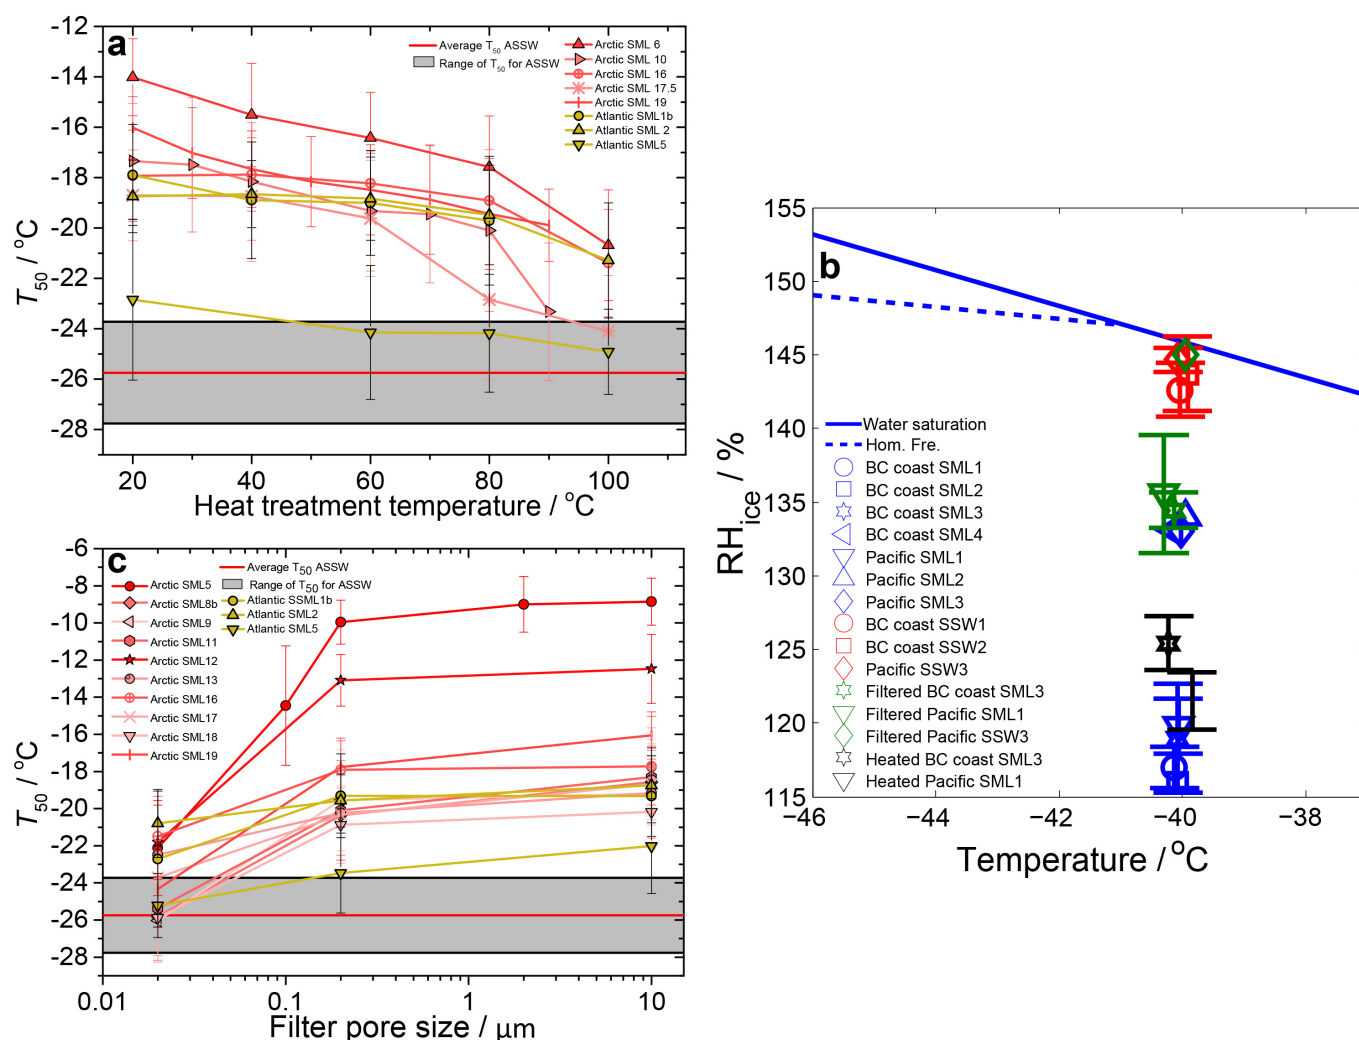 a
Average T50 ASSW
Range of T50 for ASSW
Arctic SML 6
Arctic SML 10
Arctic SML 16
Arctic SML 17.5
Arctic SML 19
Atlantic SML1b
Atlantic SML 2
Atlantic SML5
-12
-14
-16
-18
-20
-22
-24
-26
-28
T50 / °C
20
40
60
80
100
Heat treatment temperature / °C
b
155
150
145
140
135
130
125
120
115
RHice / %
Water saturation
Hom. Fre.
BC coast SML1
BC coast SML2
BC coast SML3
BC coast SML4
Pacific SML1
Pacific SML2
Pacific SML3
BC coast SSW1
BC coast SSW2
Pacific SSW3
Filtered BC coast SML3
Filtered Pacific SML1
Filtered Pacific SSW3
Heated BC coast SML3
Heated Pacific SML1
−46
−44
−42
−40
−38
Temperature / °C
c
Average T50 ASSW
Range of T50 for ASSW
Arctic SML5
Arctic SML8b
Arctic SML9
Arctic SML11
Arctic SML12
Arctic SML13
Arctic SML16
Arctic SML17
Arctic SML18
Arctic SML19
Atlantic SSML1b
Atlantic SML2
Atlantic SML5
-6
-8
-10
-12
-14
-16
-18
-20
-22
-24
-26
-28
T50 / °C
0.01
0.1
1
10
Filter pore size / μm